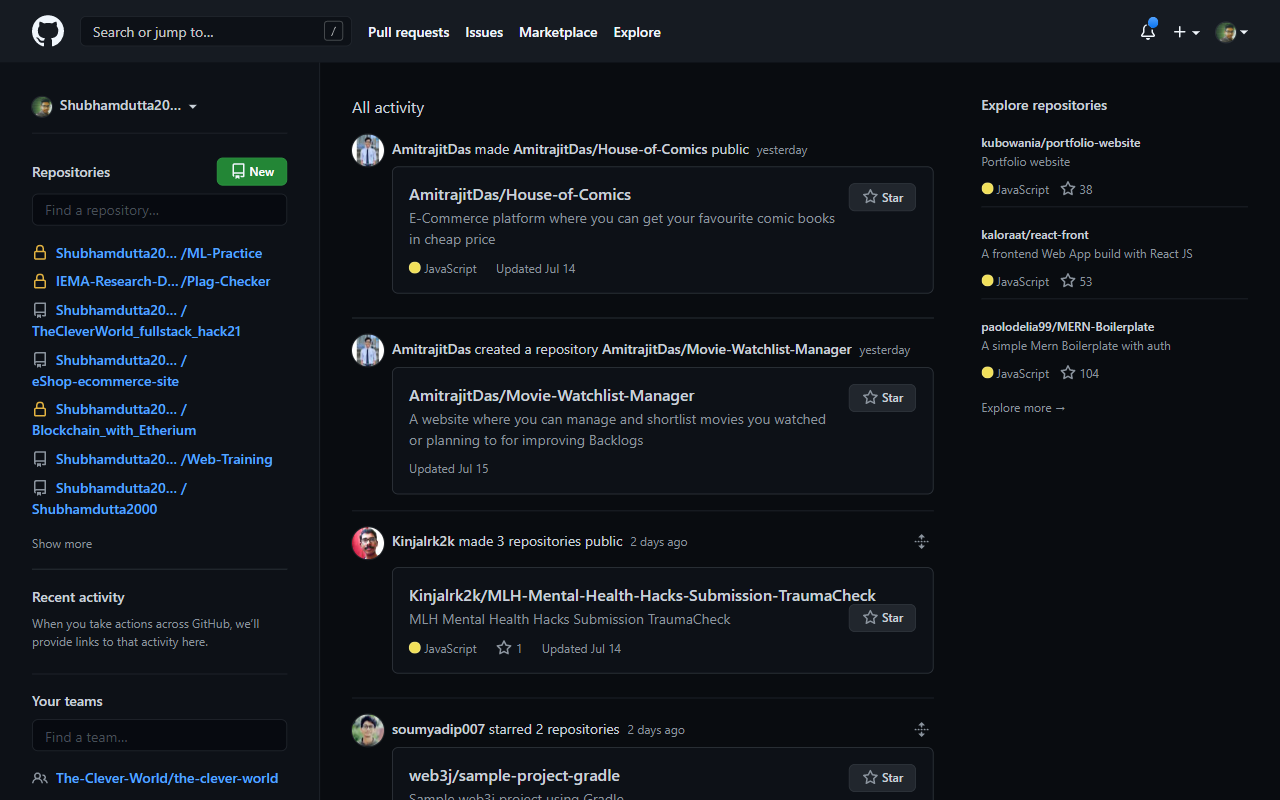 Search or jump to... /
Pull requests Issues Marketplace Explore
Shubhamdutta20...
Repositories
New
Find a repository...
Shubhamdutta20... /ML-Practice
IEMA-Research-D... /Plag-Checker
Shubhamdutta20... /
TheCleverWorld_fullstack_hack21
Shubhamdutta20... /
eShop-ecommerce-site
Shubhamdutta20... /
Blockchain_with_Etherium
Shubhamdutta20... /Web-Training
Shubhamdutta20... /
Shubhamdutta2000
Show more
Recent activity
When you take actions across GitHub, we’ll
provide links to that activity here.
Your teams
Find a team...
The-Clever-World/the-clever-world
All activity
AmitrajitDas made AmitrajitDas/House-of-Comics public yesterday
AmitrajitDas/House-of-Comics
Star
E-Commerce platform where you can get your favourite comic books
in cheap price
JavaScript Updated Jul 14
AmitrajitDas created a repository AmitrajitDas/Movie-Watchlist-Manager yesterday
AmitrajitDas/Movie-Watchlist-Manager
Star
A website where you can manage and shortlist movies you watched
or planning to for improving Backlogs
Updated Jul 15
Kinjalrk2k made 3 repositories public 2 days ago
Kinjalrk2k/MLH-Mental-Health-Hacks-Submission-TraumaCheck
MLH Mental Health Hacks Submission TraumaCheck
Star
JavaScript 1 Updated Jul 14
soumyadip007 starred 2 repositories 2 days ago
web3j/sample-project-gradle
Star
Sample web3j project using Gradle
Explore repositories
kubowania/portfolio-website
Portfolio website
JavaScript 38
kaloraat/react-front
A frontend Web App build with React JS
JavaScript 53
paolodelia99/MERN-Boilerplate
A simple Mern Boilerplate with auth
JavaScript 104
Explore more →